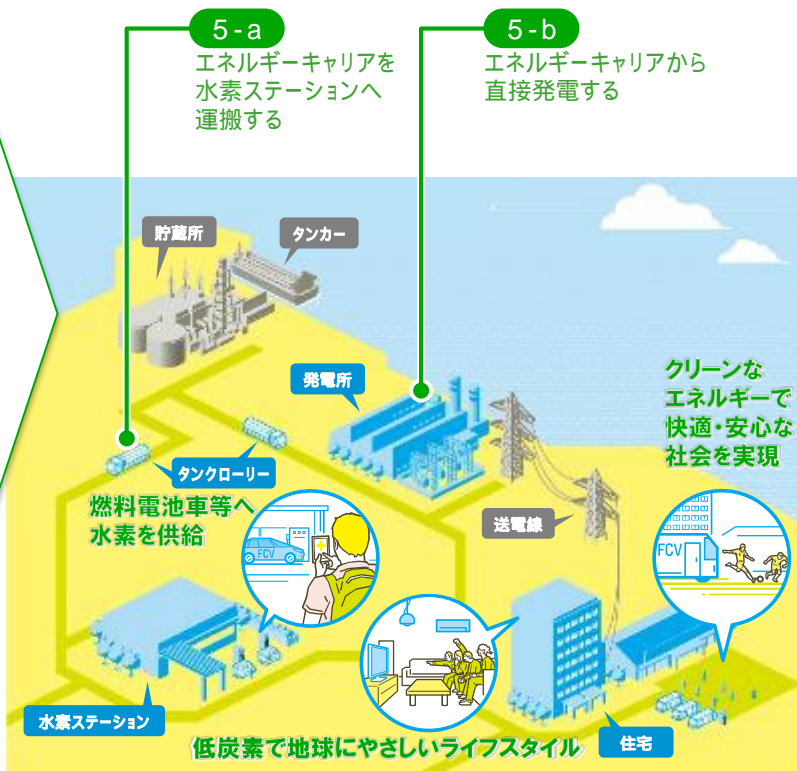 5-a
エネルギーキャリアを
水素ステーションへ
運搬する
5-b
エネルギーキャリアから
直接発電する
貯蔵所
タンカー
発電所
クリーンな
エネルギーで
快適・安心な
社会を実現
タンクローリー
燃料電池車等へ
水素を供給
送電線
FCV
FCV
水素ステーション
低炭素で地球にやさしいライフスタイル
住宅